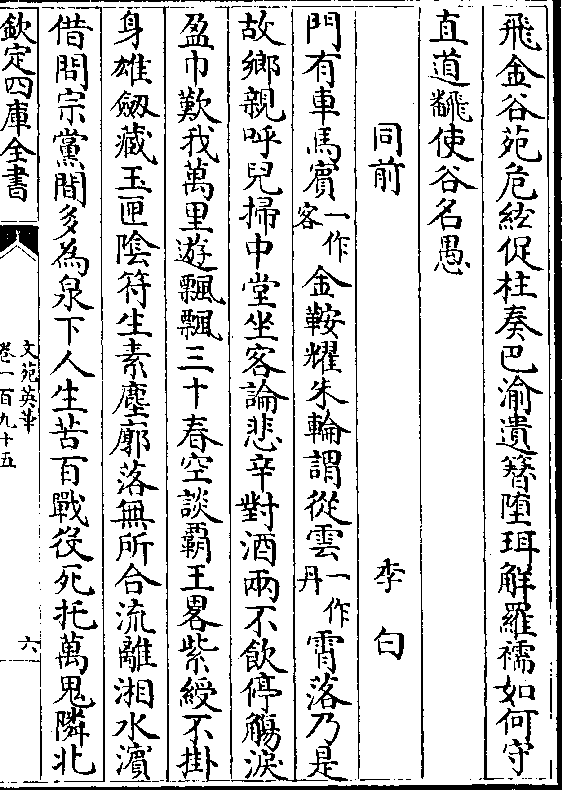 飛金谷苑危絃促柱奏巴渝遺簪墮珥解羅襦如何守
直道飜使谷名愚
同前 李白
門有車馬賓一作客金鞍耀朱輪謂從雲一作丹霄落乃是
故鄉親呼兒掃中堂坐客論悲辛對酒兩不飲停觴淚
盈巾歎我萬里遊飄飄三十春空談霸王畧紫綬不掛
身雄劔藏玉匣陰符生素塵廓落無所合流離湘水濱
借問宗黨間多為泉下人生苦百戰役死托萬鬼隣北
欽定四庫全書
文苑英華
卷一百九十五
六